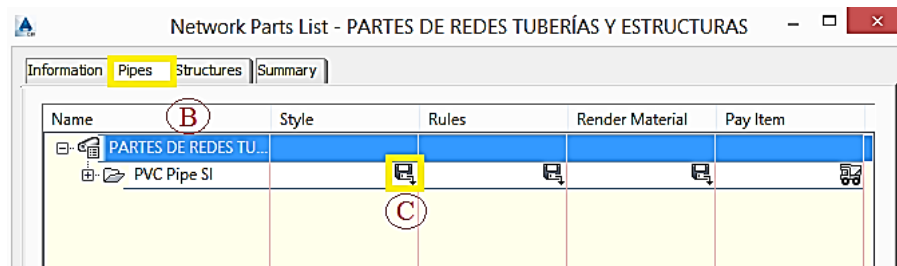 Network Parts List - PARTES DE REDES TUBERÍAS Y ESTRUCTURAS
Information Pipes Structures Summary
Name B Style Rules Render Material Pay Item
PARTES DE REDES TU...
PVC Pipe SI
C